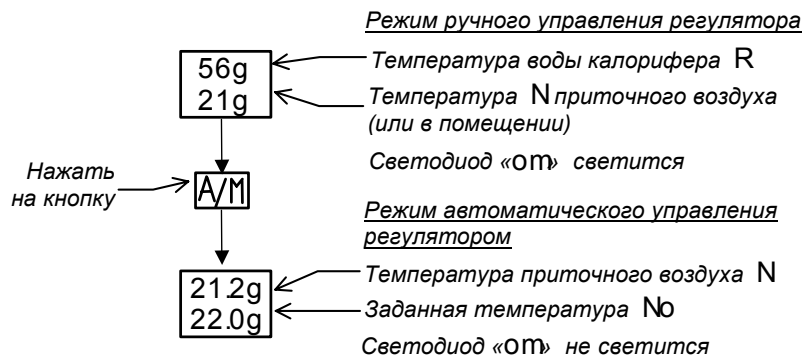 Режим ручного управления регулятора
56g
Температура воды калорифера R
21g
Температура N приточного воздуха
(или в помещении)
Светодиод «om» светится
Нажать
на кнопку
A/M
Режим автоматического управления
регулятором
21.2g
Температура приточного воздуха N
22.0g
Заданная температура No
Светодиод «om» не светится